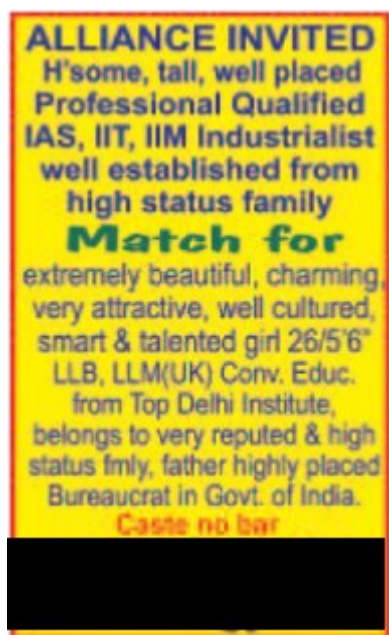 ALLIANCE INVITED
H'some, tall, well placed
Professional Qualified
IAS, IIT, IIM Industrialist
well established from
high status family
Match for
extremely beautiful, charming,
very attractive, well cultured,
smart & talented girl 26/5'6"
LLB, LLM(UK) Conv. Educ.
from Top Delhi Institute,
belongs to very reputed & high
status fmly, father highly placed
Bureaucrat in Govt. of India.
Caste no bar